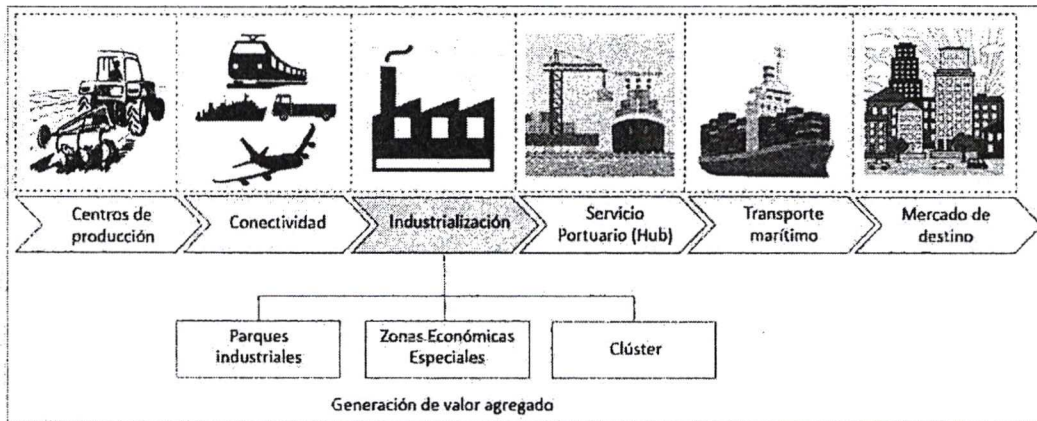 Centros de
producción
Conectividad
Industrialización
Servicio
Portuario (Hub)
Transporte
marítimo
Mercado de
destino
Parques
industriales
Zonas Económicas
Especiales
Clúster
Generación de valor agregado